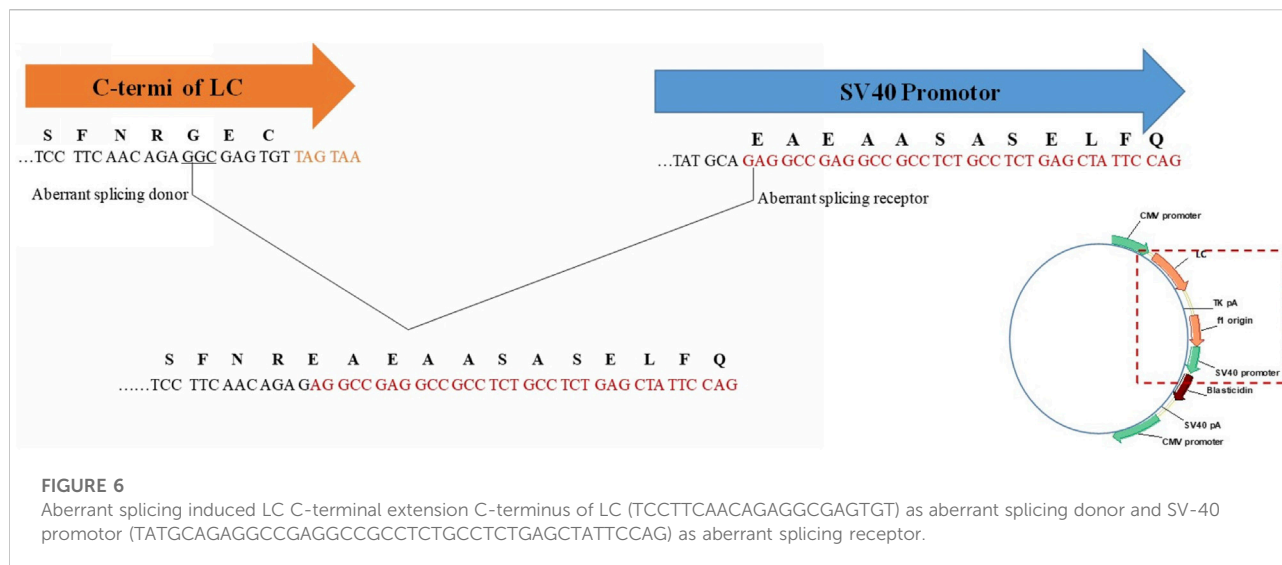 C-termi of LC
SV40 Promotor
S F N R G E C
...TCC TTC AAC AGA GGC GAG TGT TAG TAA
Aberrant splicing donor
E A E A A S A S E L F Q
...TAT GCA GAG GCC GAG GCC GCC TCT GCC TCT GAG CTA TTC CAG
Aberrant splicing receptor
S F N R E A E A A S A S E L F Q
......TCC TTC AAC AGA GAG GCC GAG GCC GCC TCT GCC TCT GAG CTA TTC CAG
CMV promoter
LC
TK pA
f1 origin
SV40 promoter
Blasticidin
SV40 pA
CMV promoter
FIGURE 6
Aberrant splicing induced LC C-terminal extension C-terminus of LC (TCCTTCAACAGAGGCGAGTGT) as aberrant splicing donor and SV-40
promotor (TATGCAGAGGCCGAGGCCGCCTCTGCCTCTGAGCTATTCCAG) as aberrant splicing receptor.